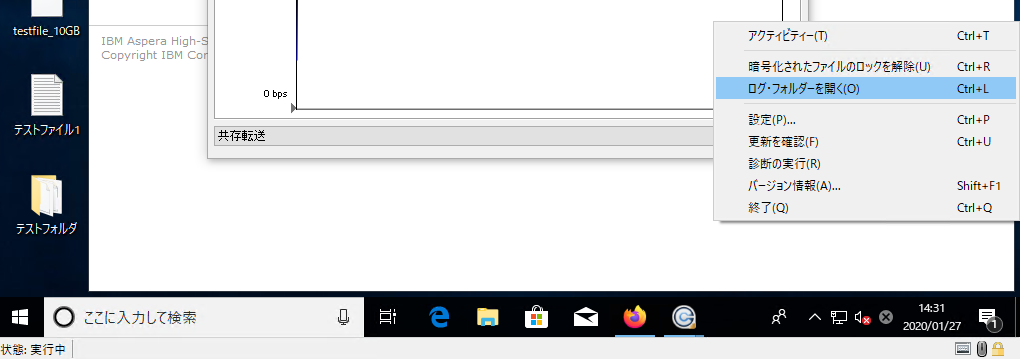 testfile_10GB
テストファイル1
テストフォルダ
IBM Aspera High-S
Copyright IBM Cor
0 bps
共存転送
アクティビティー(T) Ctrl+T
暗号化されたファイルのロックを解除(U) Ctrl+R
ログ・フォルダーを開く(O) Ctrl+L
設定(P)... Ctrl+P
更新を確認(F) Ctrl+U
診断の実行(R)
バージョン情報(A)... Shift+F1
終了(Q) Ctrl+Q
ここに入力して検索
14:31
2020/01/27
1
状態: 実行中